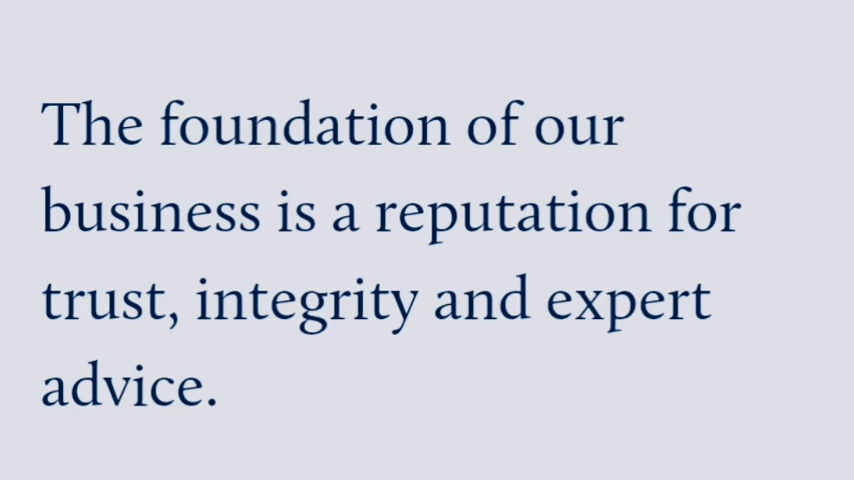 The foundation of our
business is a reputation for
trust, integrity and expert
advice.